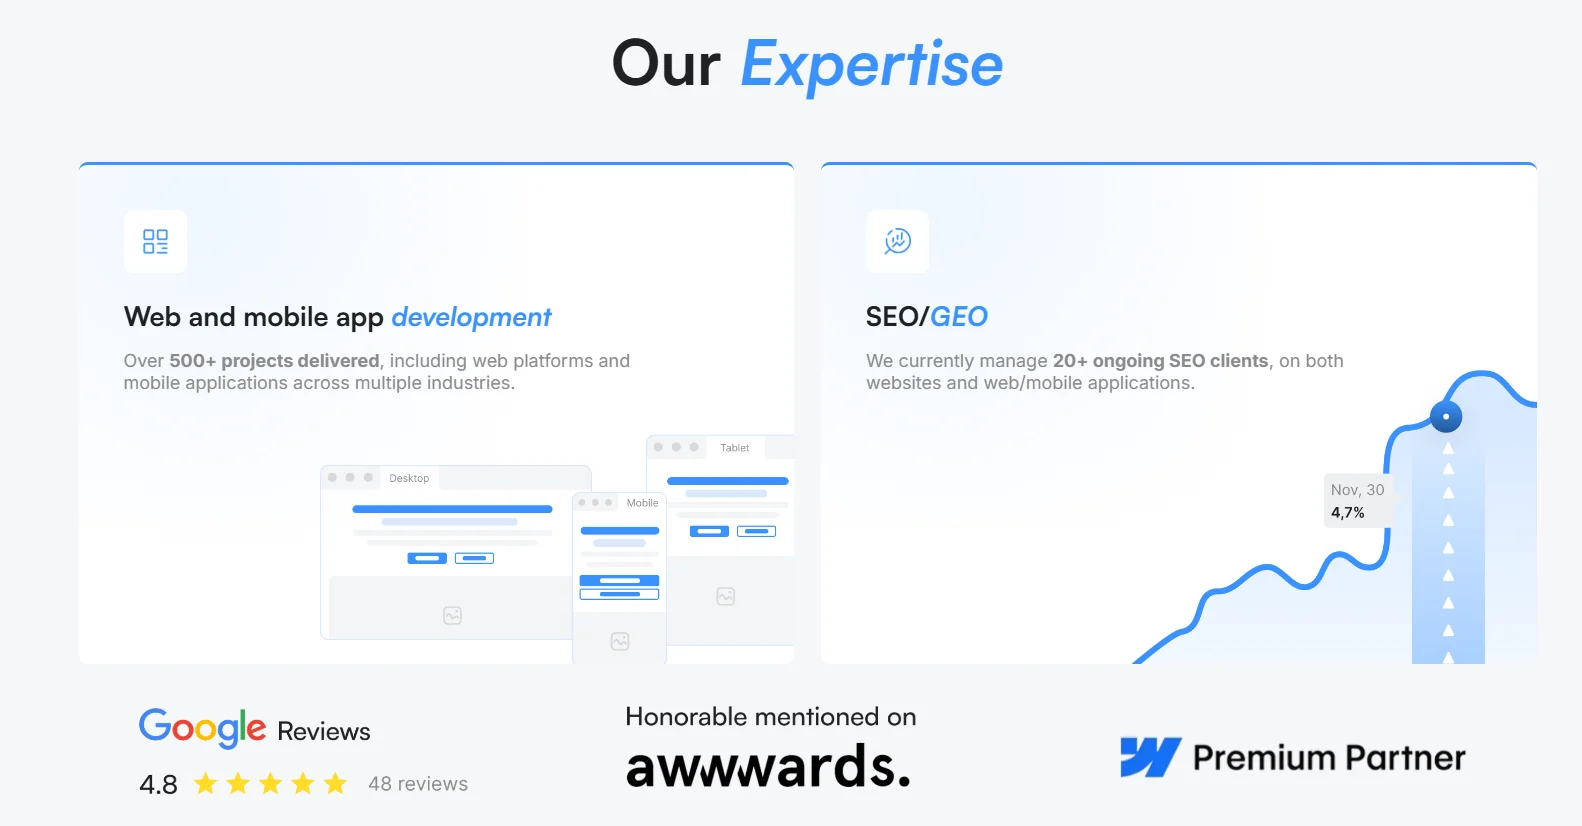 Our Expertise
Web and mobile app development
Over 500+ projects delivered, including web platforms and
mobile applications across multiple industries.
Desktop
Mobile
Tablet
SEO/GEO
We currently manage 20+ ongoing SEO clients, on both
websites and web/mobile applications.
Nov, 30
4,7%
Google Reviews
4.8
48 reviews
Honorable mentioned on
awwwards.
Premium Partner